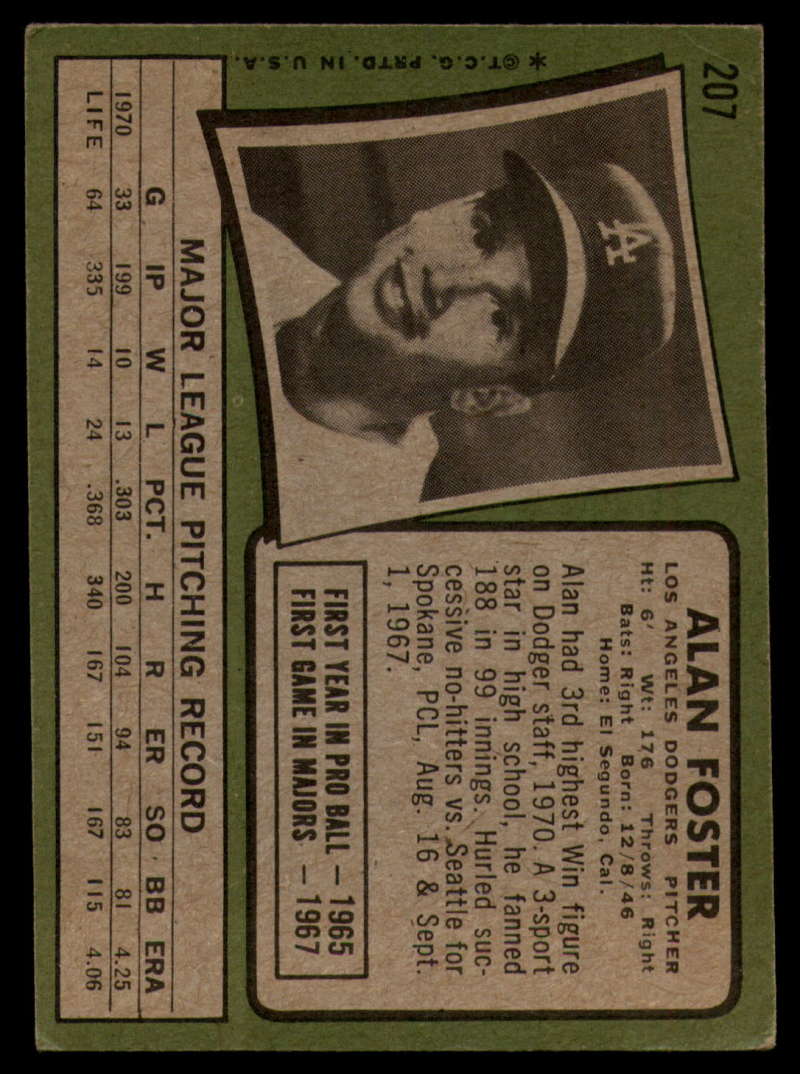 207
* ©T.C.G. PRTD. IN U.S.A.
LA
ALAN FOSTER
LOS ANGELES DODGERS PITCHER
Ht: 6' Wt: 176 Throws: Right
Bats: Right Born: 12/8/46
Home: El Segundo, Cal.
Alan had 3rd highest Win figure
on Dodger staff, 1970. A 3-sport
star in high school, he fanned
188 in 99 innings. Hurled suc-
cessive no-hitters vs. Seattle for
Spokane, PCL, Aug. 16 & Sept.
1, 1967.
FIRST YEAR IN PRO BALL — 1965
FIRST GAME IN MAJORS — 1967
MAJOR LEAGUE PITCHING RECORD
G IP W L PCT. H R ER SO BB ERA
1970 33 199 10 13 .303 200 104 94 83 81 4.25
LIFE 64 335 14 24 .368 340 167 151 167 115 4.06